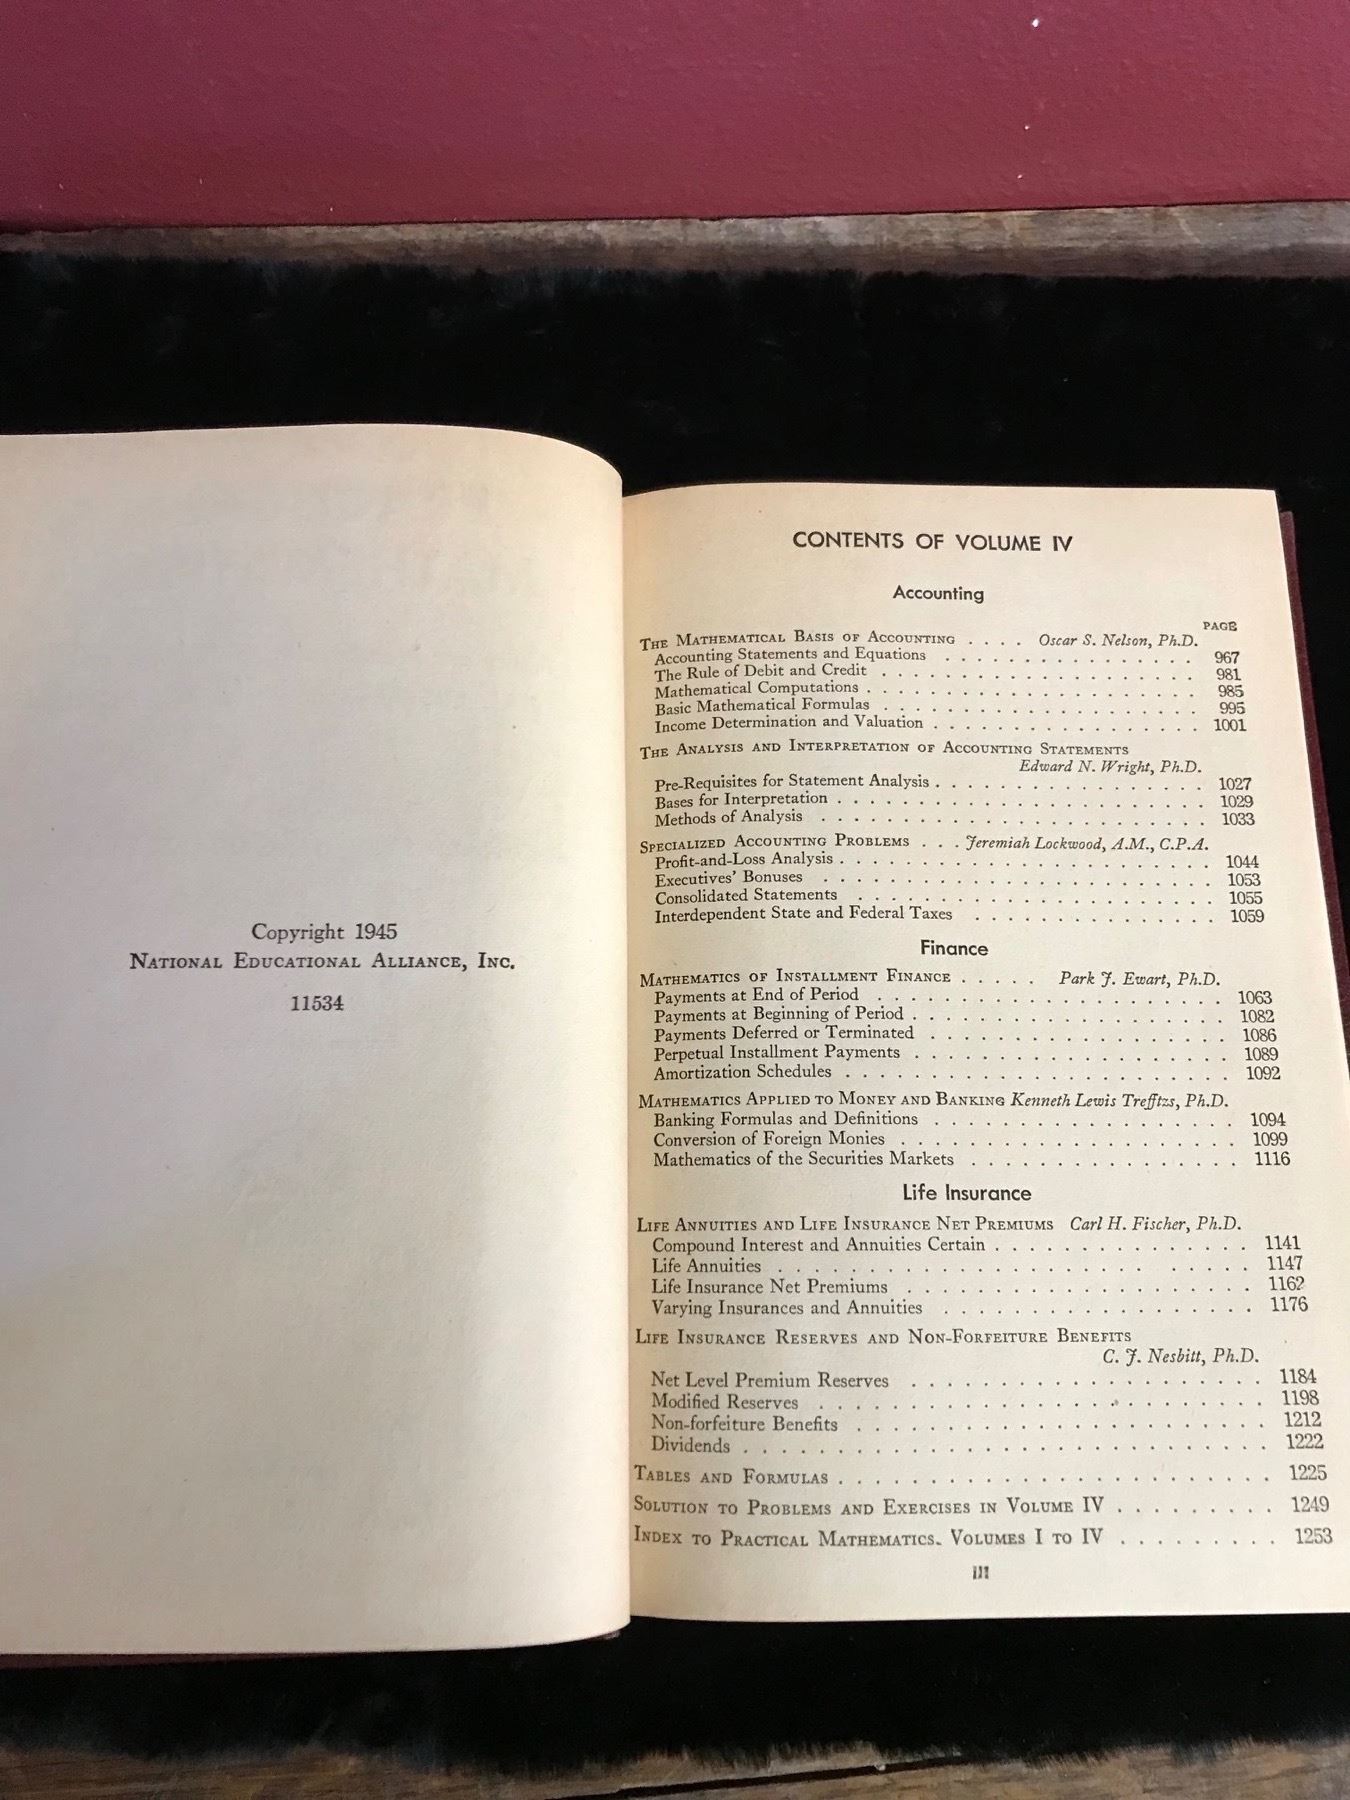 Copyright 1945
NATIONAL EDUCATIONAL ALLIANCE, INC.
11534
CONTENTS OF VOLUME IV
Accounting
PAGE
THE MATHEMATICAL BASIS OF ACCOUNTING . . . . Oscar S. Nelson, Ph.D.
Accounting Statements and Equations . . . . . . . . . . . . . . . 967
The Rule of Debit and Credit . . . . . . . . . . . . . . . . . . . 981
Mathematical Computations . . . . . . . . . . . . . . . . . . . . 985
Basic Mathematical Formulas . . . . . . . . . . . . . . . . . . . 995
Income Determination and Valuation . . . . . . . . . . . . . . . . 1001
THE ANALYSIS AND INTERPRETATION OF ACCOUNTING STATEMENTS
Edward N. Wright, Ph.D.
Pre-Requisites for Statement Analysis . . . . . . . . . . . . . . . . 1027
Bases for Interpretation . . . . . . . . . . . . . . . . . . . . . . 1029
Methods of Analysis . . . . . . . . . . . . . . . . . . . . . . . 1033
SPECIALIZED ACCOUNTING PROBLEMS . . . Jeremiah Lockwood, A.M., C.P.A.
Profit-and-Loss Analysis . . . . . . . . . . . . . . . . . . . . . . 1044
Executives' Bonuses . . . . . . . . . . . . . . . . . . . . . . . 1053
Consolidated Statements . . . . . . . . . . . . . . . . . . . . . 1055
Interdependent State and Federal Taxes . . . . . . . . . . . . . . 1059
Finance
MATHEMATICS OF INSTALLMENT FINANCE . . . . . Park J. Ewart, Ph.D.
Payments at End of Period . . . . . . . . . . . . . . . . . . . . 1063
Payments at Beginning of Period . . . . . . . . . . . . . . . . . . 1082
Payments Deferred or Terminated . . . . . . . . . . . . . . . . . 1086
Perpetual Installment Payments . . . . . . . . . . . . . . . . . . 1089
Amortization Schedules . . . . . . . . . . . . . . . . . . . . . . 1092
MATHEMATICS APPLIED TO MONEY AND BANKING Kenneth Lewis Trefftzs, Ph.D.
Banking Formulas and Definitions . . . . . . . . . . . . . . . . . 1094
Conversion of Foreign Monies . . . . . . . . . . . . . . . . . . . 1099
Mathematics of the Securities Markets . . . . . . . . . . . . . . . 1116
Life Insurance
LIFE ANNUITIES AND LIFE INSURANCE NET PREMIUMS Carl H. Fischer, Ph.D.
Compound Interest and Annuities Certain . . . . . . . . . . . . . . 1141
Life Annuities . . . . . . . . . . . . . . . . . . . . . . . . . . 1147
Life Insurance Net Premiums . . . . . . . . . . . . . . . . . . . 1162
Varying Insurances and Annuities . . . . . . . . . . . . . . . . . 1176
LIFE INSURANCE RESERVES AND NON-FORFEITURE BENEFITS
C. J. Nesbitt, Ph.D.
Net Level Premium Reserves . . . . . . . . . . . . . . . . . . . 1184
Modified Reserves . . . . . . . . . . . . . . . . . . . . . . . . 1198
Non-forfeiture Benefits . . . . . . . . . . . . . . . . . . . . . . 1212
Dividends . . . . . . . . . . . . . . . . . . . . . . . . . . . . 1222
TABLES AND FORMULAS . . . . . . . . . . . . . . . . . . . . . . . 1225
SOLUTION TO PROBLEMS AND EXERCISES IN VOLUME IV . . . . . . . . . 1249
INDEX TO PRACTICAL MATHEMATICS. VOLUMES I TO IV . . . . . . . . . 1253
III